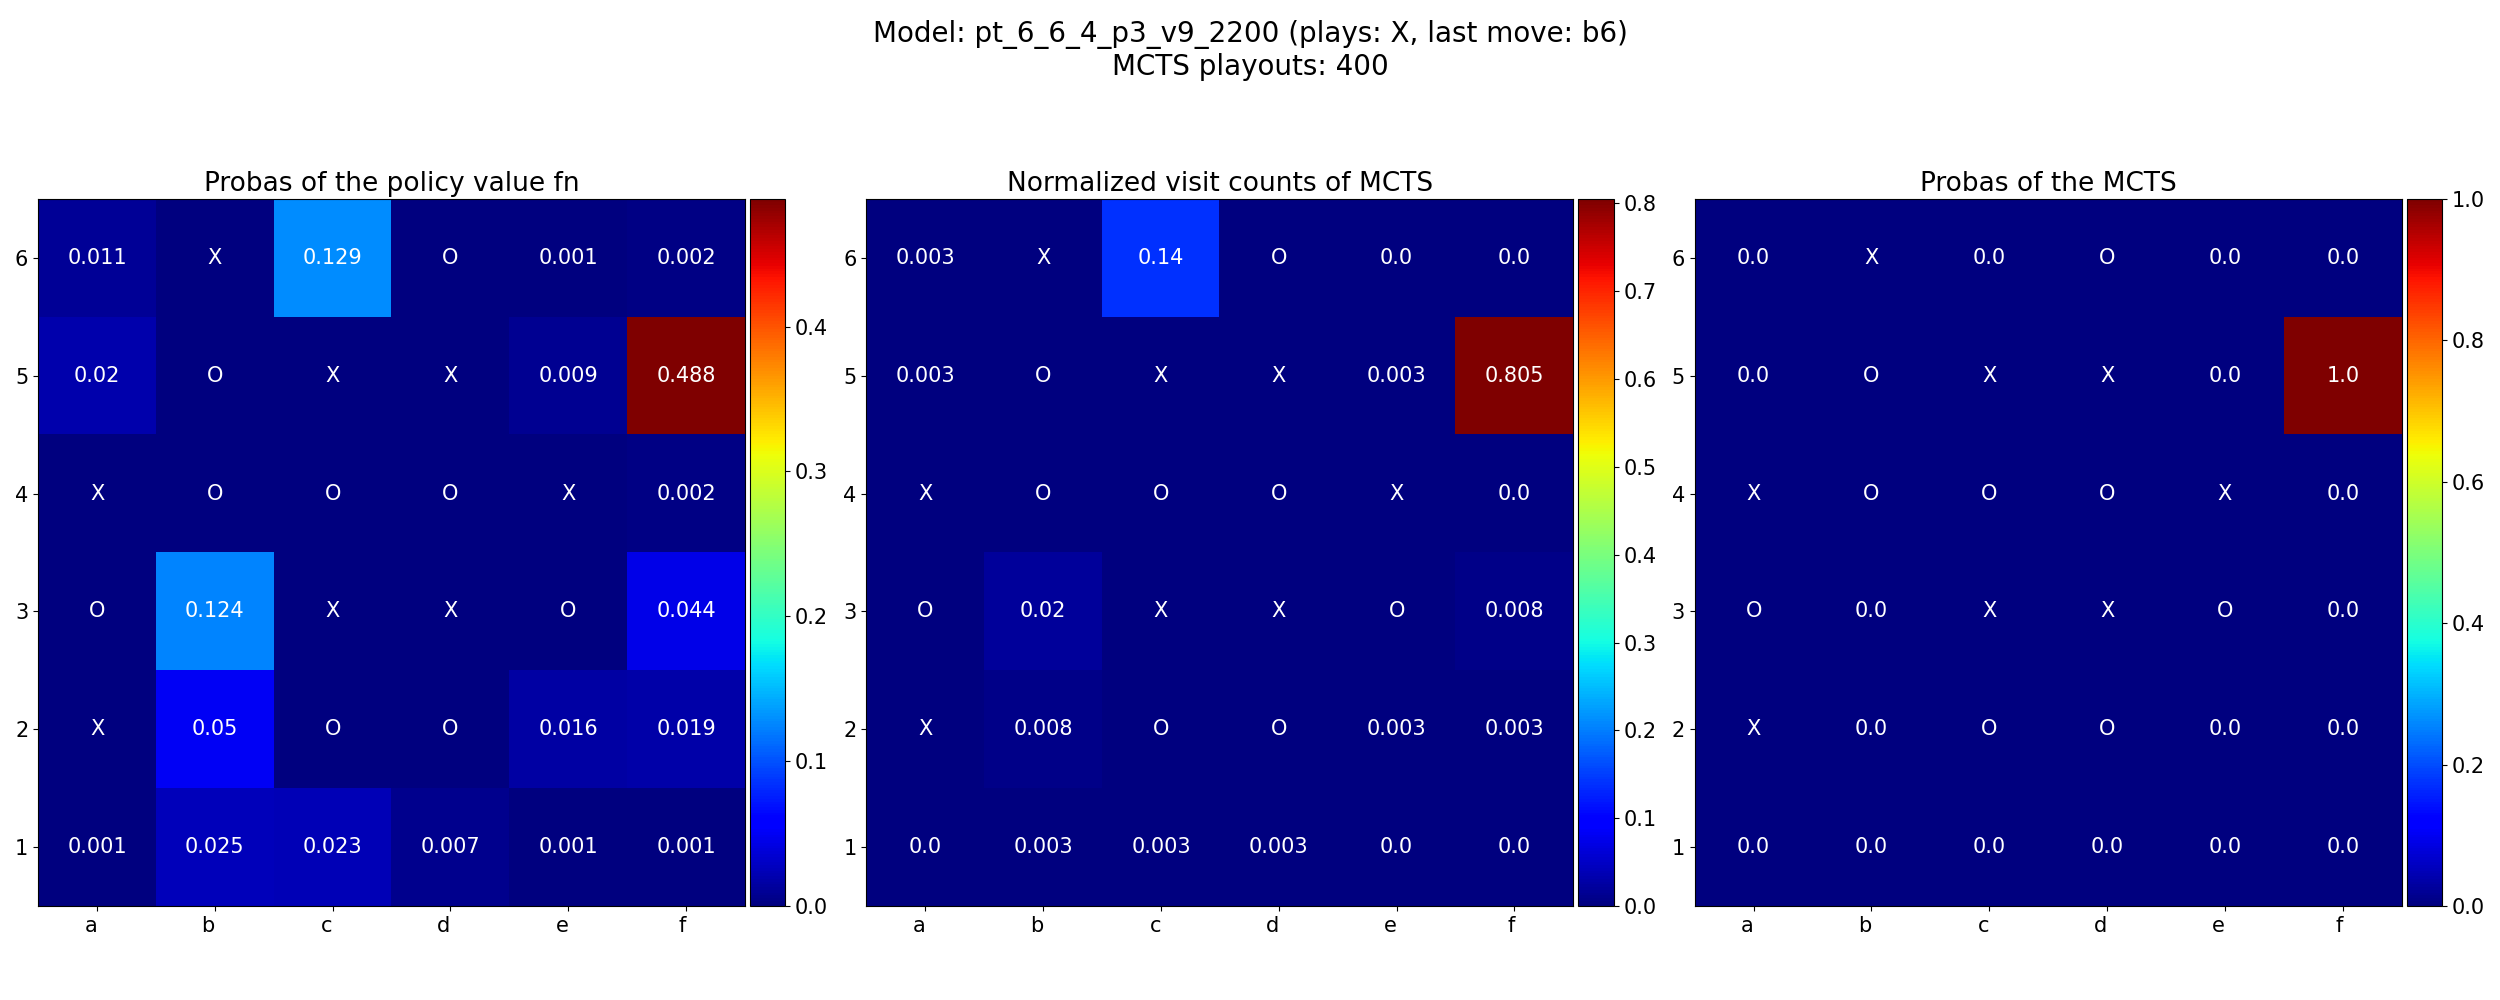 Model: pt_6_6_4_p3_v9_2200 (plays: X, last move: b6)
MCTS playouts: 400
Probas of the policy value fn
6 0.011 X 0.129 O 0.001 0.002
5 0.02 O X X 0.009 0.488
4 X O O O X 0.002
3 O 0.124 X X O 0.044
2 X 0.05 O O 0.016 0.019
1 0.001 0.025 0.023 0.007 0.001 0.001
a b c d e f
0.4
0.3
0.2
0.1
0.0
Normalized visit counts of MCTS
6 0.003 X 0.14 O 0.0 0.0
5 0.003 O X X 0.003 0.805
4 X O O O X 0.0
3 O 0.02 X X O 0.008
2 X 0.008 O O 0.003 0.003
1 0.0 0.003 0.003 0.003 0.0 0.0
a b c d e f
0.8
0.7
0.6
0.5
0.4
0.3
0.2
0.1
0.0
Probas of the MCTS
6 0.0 X 0.0 O 0.0 0.0
5 0.0 O X X 0.0 1.0
4 X O O O X 0.0
3 O 0.0 X X O 0.0
2 X 0.0 O O 0.0 0.0
1 0.0 0.0 0.0 0.0 0.0 0.0
a b c d e f
1.0
0.8
0.6
0.4
0.2
0.0